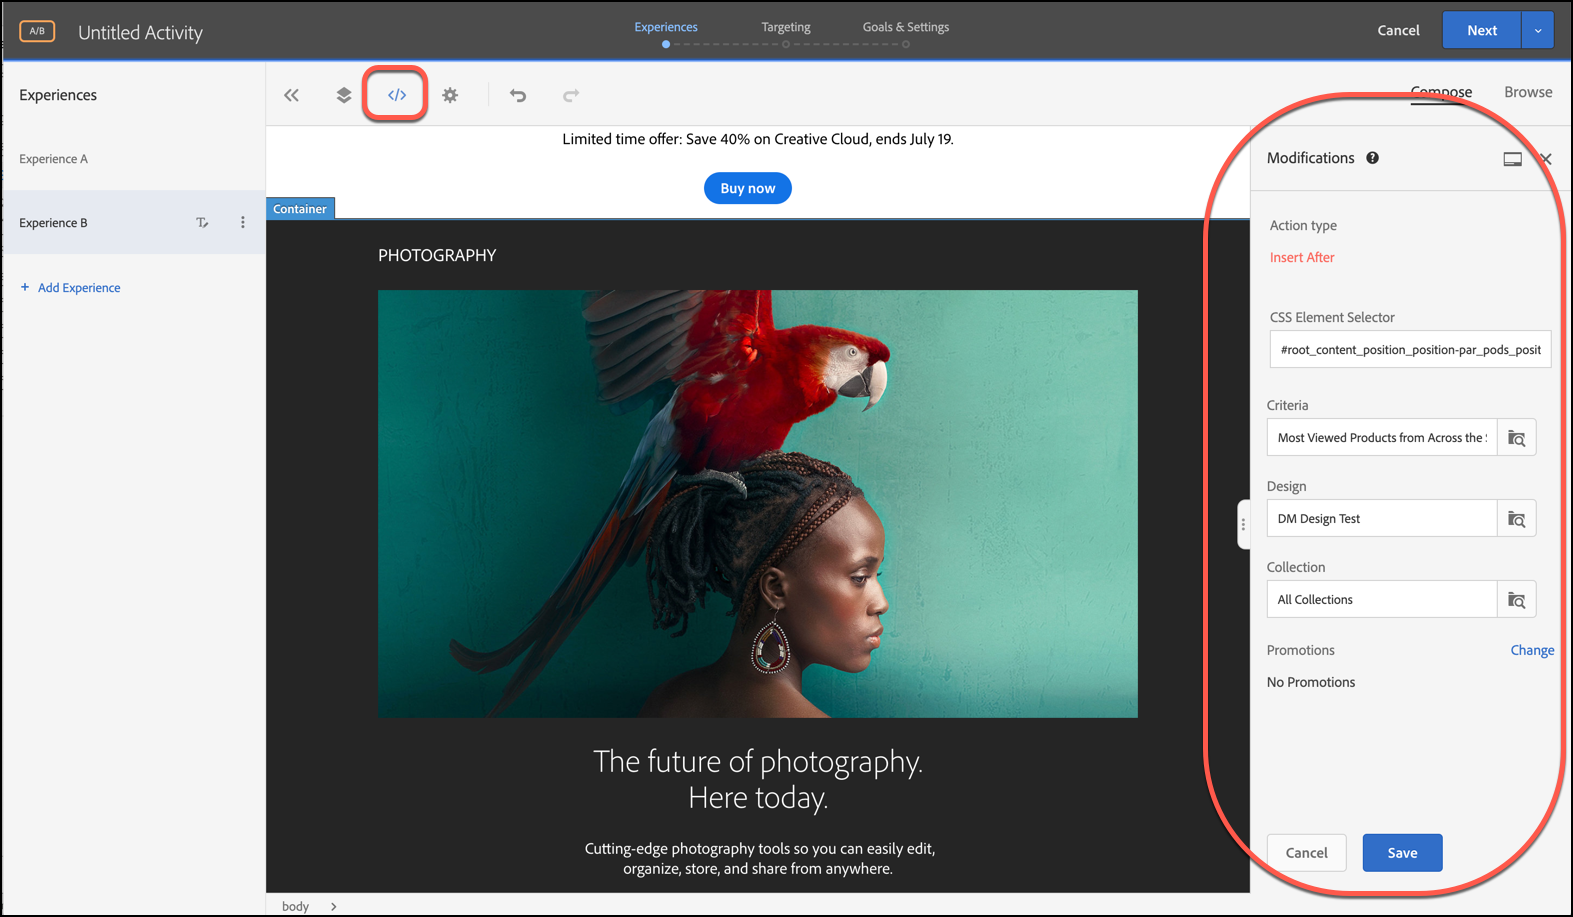 A/B
Untitled Activity
Experiences
Targeting
Goals & Settings
Cancel
Next
Experiences
</>
Compose
Browse
Experience A
Experience B
+ Add Experience
Limited time offer: Save 40% on Creative Cloud, ends July 19.
Buy now
Container
PHOTOGRAPHY
The future of photography.
Here today.
Cutting-edge photography tools so you can easily edit,
organize, store, and share from anywhere.
body
Modifications
Action type
Insert After
CSS Element Selector
#root_content_position_position-par_pods_posit
Criteria
Most Viewed Products from Across the
Design
DM Design Test
Collection
All Collections
Promotions
Change
No Promotions
Cancel
Save